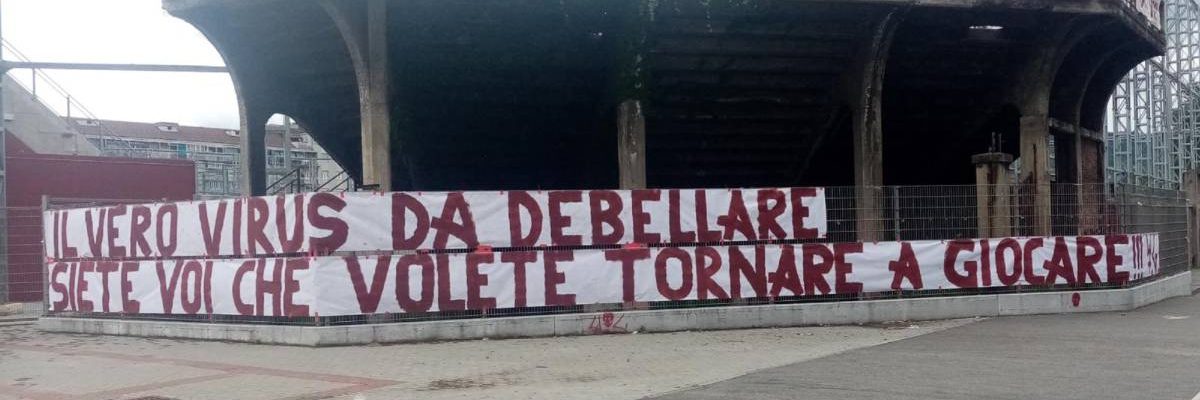 IL VERO VIRUS DA DEBELLARE
SIETE VOI CHE VOLETE TORNARE A GIOCARE!!!